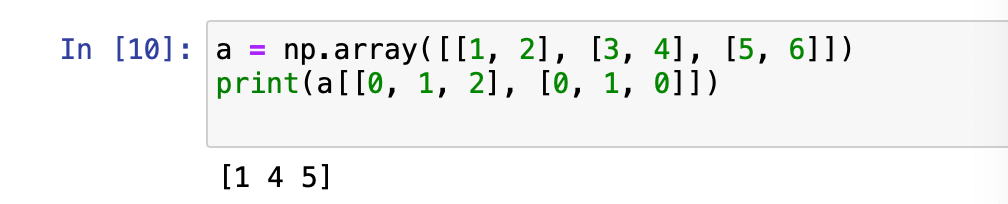 In [10]: a = np.array([[1, 2], [3, 4], [5, 6]])
print(a[[0, 1, 2], [0, 1, 0]])
[1 4 5]